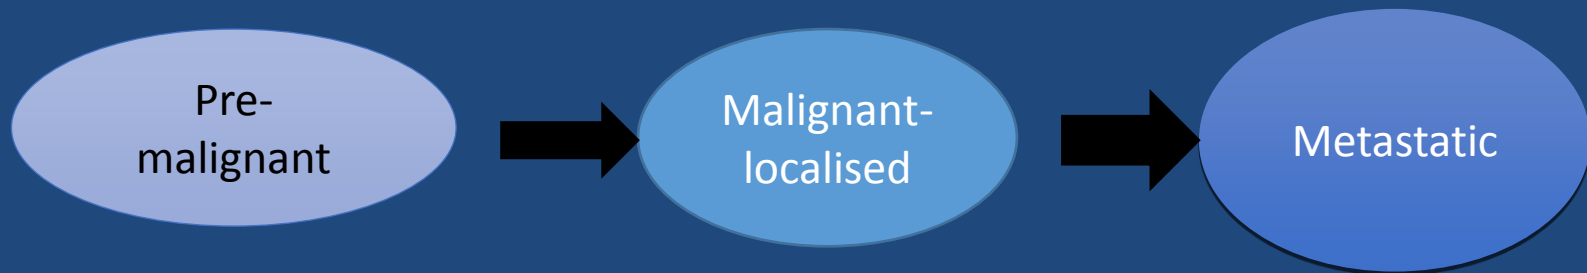 Pre-
malignant
Malignant-
localised
Metastatic